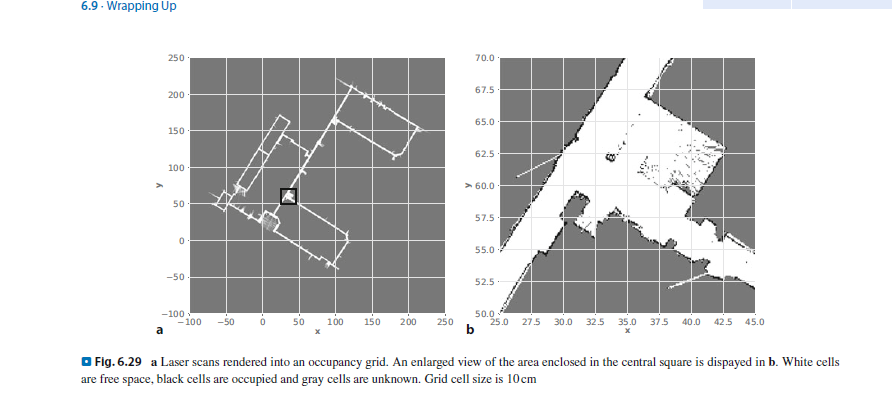 6.9 · Wrapping Up
250
200
150
100
50
0
−50
−100
−100 −50 0 50 100 150 200 250
y
x
a
70.0
67.5
65.0
62.5
60.0
57.5
55.0
52.5
50.0
25.0 27.5 30.0 32.5 35.0 37.5 40.0 42.5 45.0
y
x
b
Fig. 6.29 a Laser scans rendered into an occupancy grid. An enlarged view of the area enclosed in the central square is dispayed in b. White cells
are free space, black cells are occupied and gray cells are unknown. Grid cell size is 10 cm